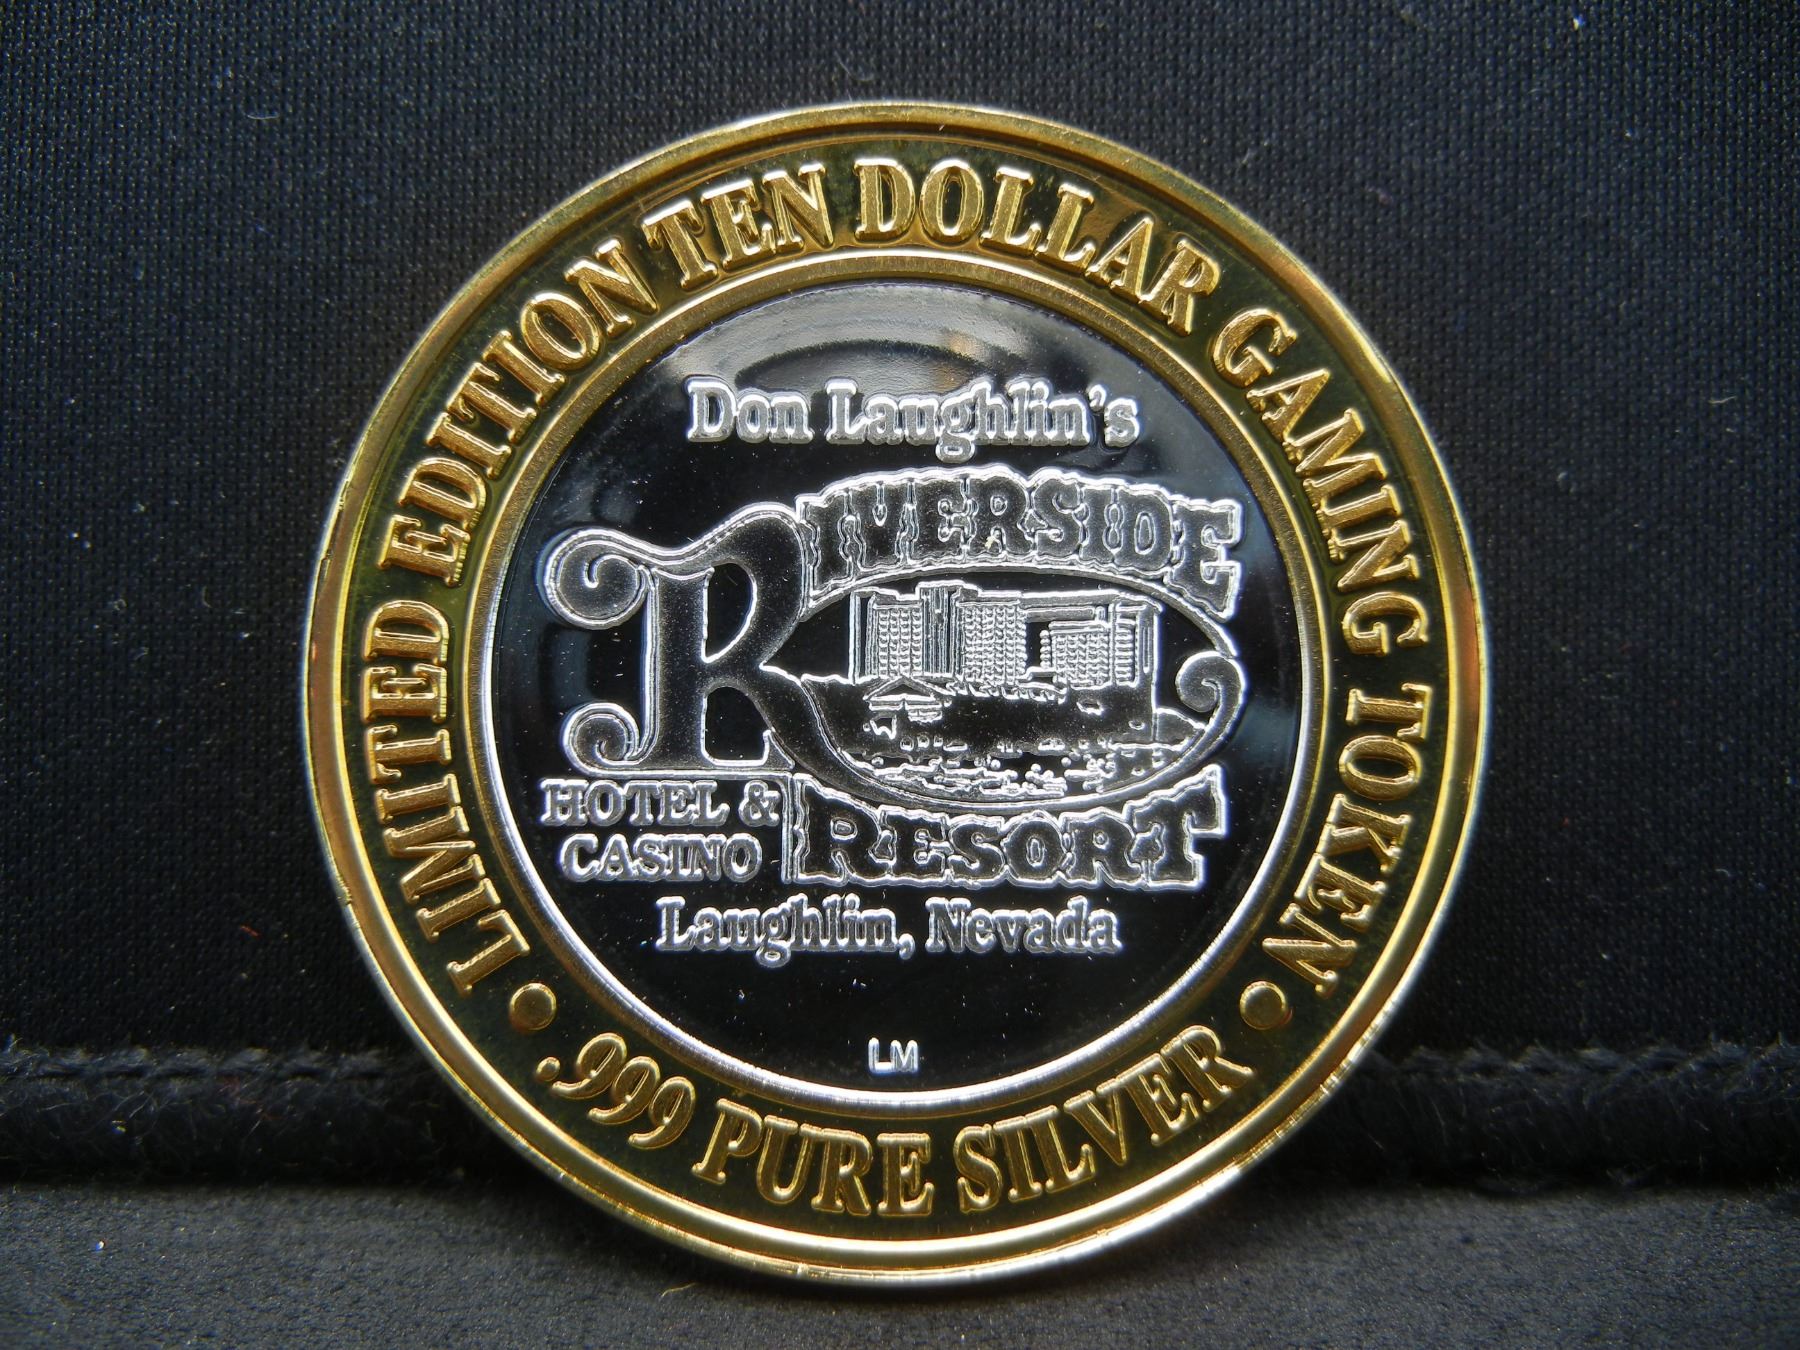 LIMITED EDITION TEN DOLLAR GAMING TOKEN
Don Laughlin's
RIVERSIDE
HOTEL &
CASINO
RESORT
Laughlin, Nevada
LM
• .999 PURE SILVER •